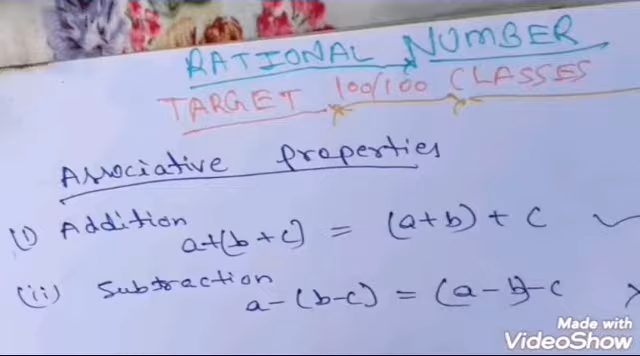 RATIONAL NUMBER
TARGET 100/100 CLASSES
Associative properties
(i) Addition
a+(b+c) = (a+b)+c ✓
(ii) Subtraction
a-(b-c) = (a-b)-c ×
Made with
VideoShow